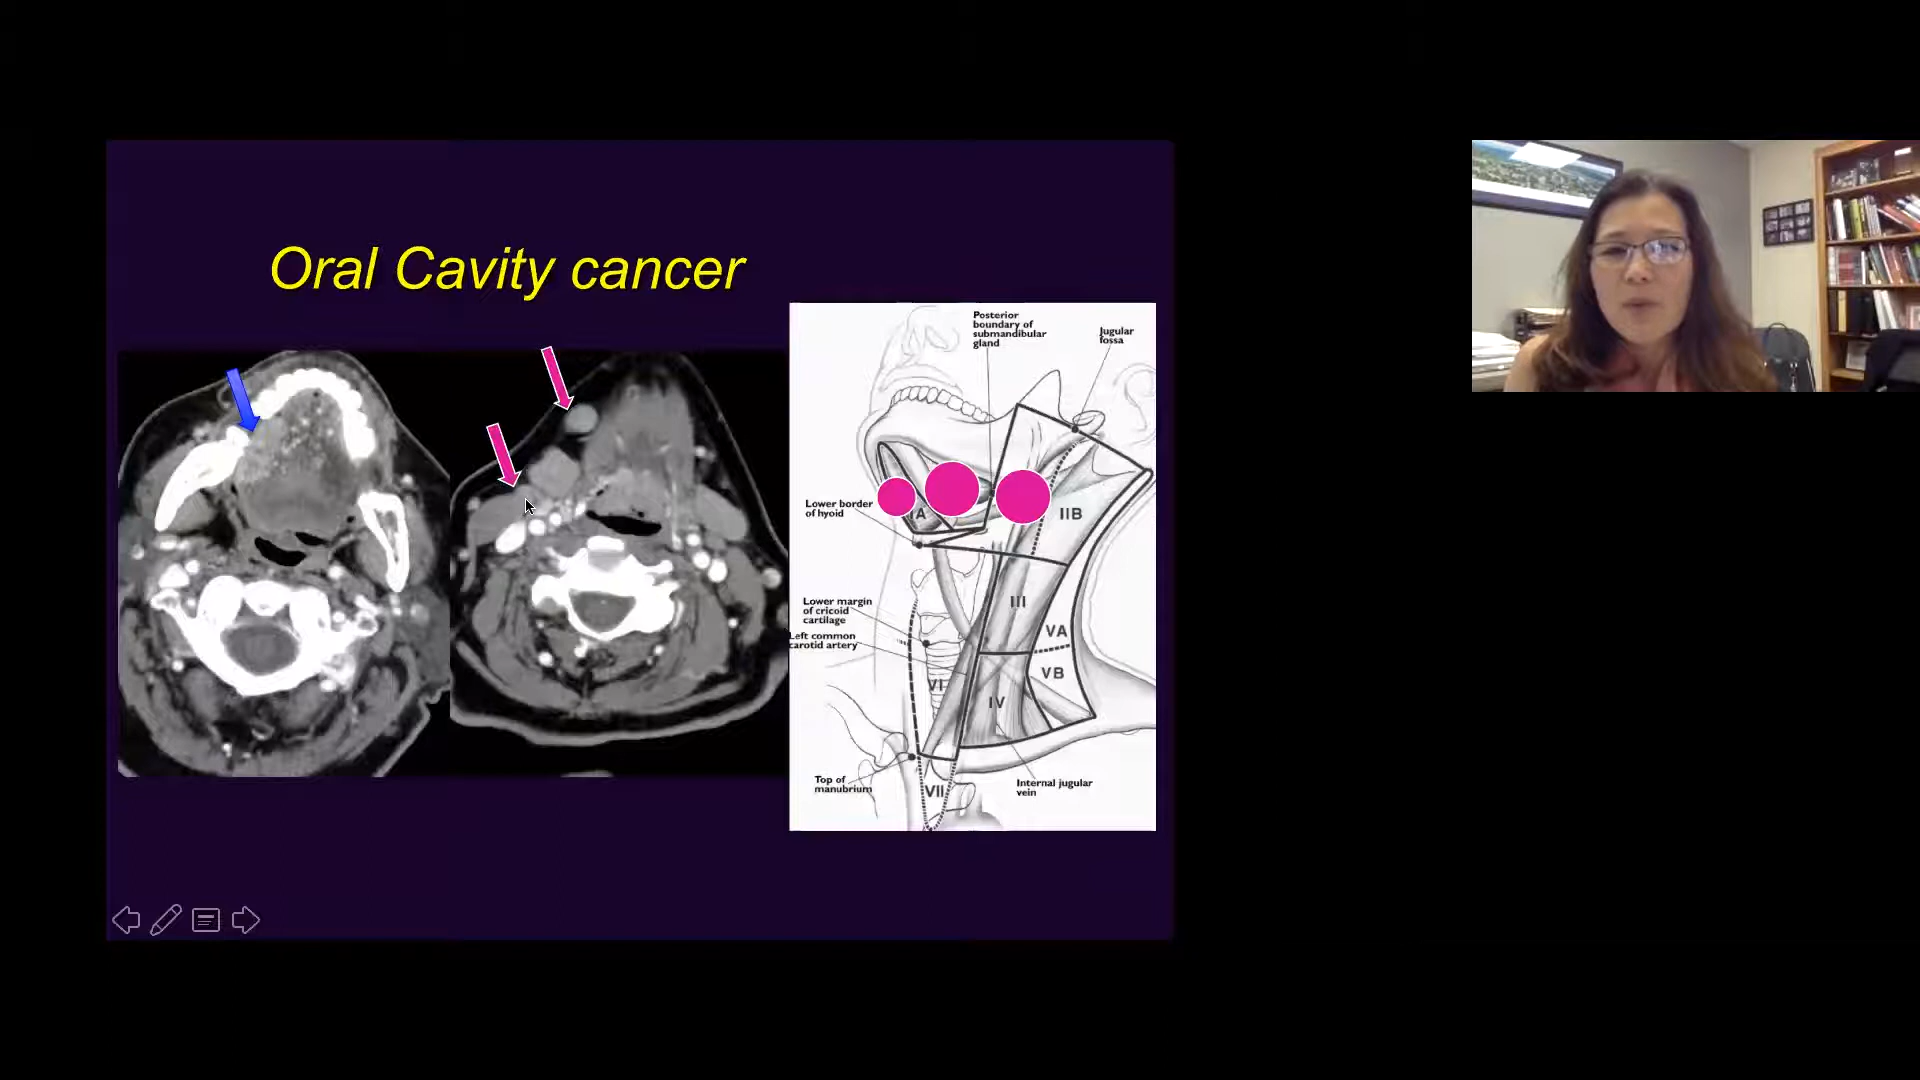 Oral Cavity cancer
Posterior
boundary of
submandibular
gland
Jugular
fossa
Lower border
of hyoid
IA
IIB
III
Lower margin
of cricoid
cartilage
Left common
carotid artery
VA
VB
VI
IV
Top of
manubrium
Internal jugular
vein
VII